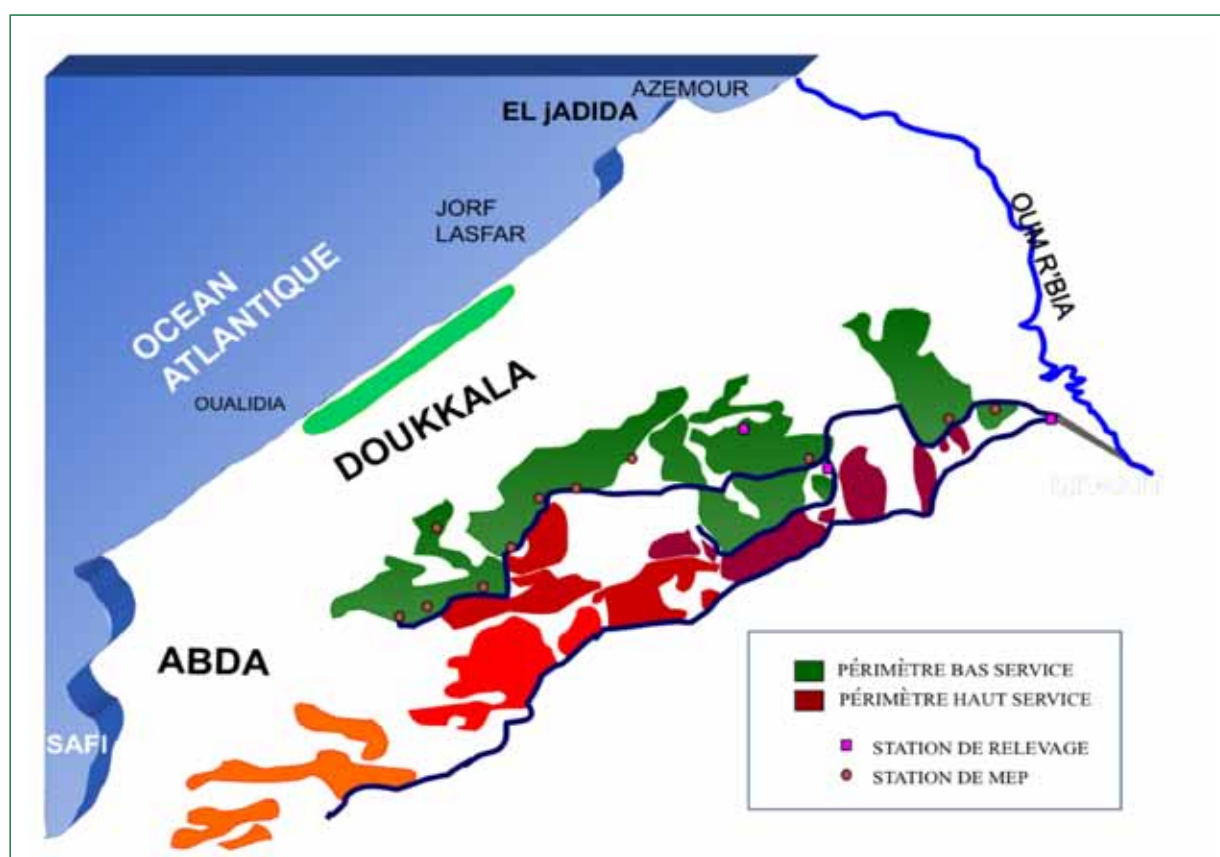 AZEMOUR
EL jADIDA
JORF
LASFAR
OUM R'BIA
OCEAN
ATLANTIQUE
OUALIDIA
DOUKKALA
ABDA
SAFI
PÉRIMÈTRE BAS SERVICE
PÉRIMÈTRE HAUT SERVICE
STATION DE RELEVAGE
STATION DE MEP